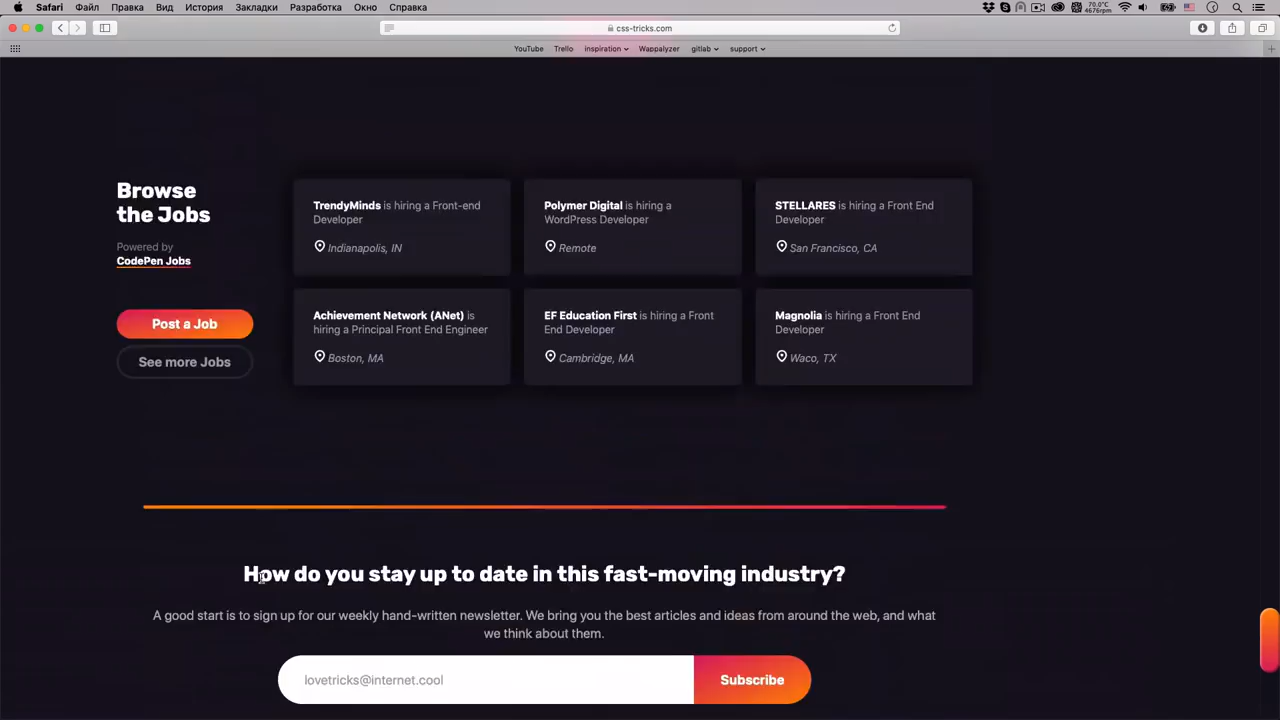 Safari Файл Правка Вид История Закладки Разработка Окно Справка
70.0°C
4676rpm
css-tricks.com
YouTube Trello inspiration Wappalyzer gitlab support
Browse
the Jobs
Powered by
CodePen Jobs
Post a Job
See more Jobs
TrendyMinds is hiring a Front-end
Developer
Indianapolis, IN
Polymer Digital is hiring a
WordPress Developer
Remote
STELLARES is hiring a Front End
Developer
San Francisco, CA
Achievement Network (ANet) is
hiring a Principal Front End Engineer
Boston, MA
EF Education First is hiring a Front
End Developer
Cambridge, MA
Magnolia is hiring a Front End
Developer
Waco, TX
How do you stay up to date in this fast-moving industry?
A good start is to sign up for our weekly hand-written newsletter. We bring you the best articles and ideas from around the web, and what
we think about them.
lovetricks@internet.cool
Subscribe